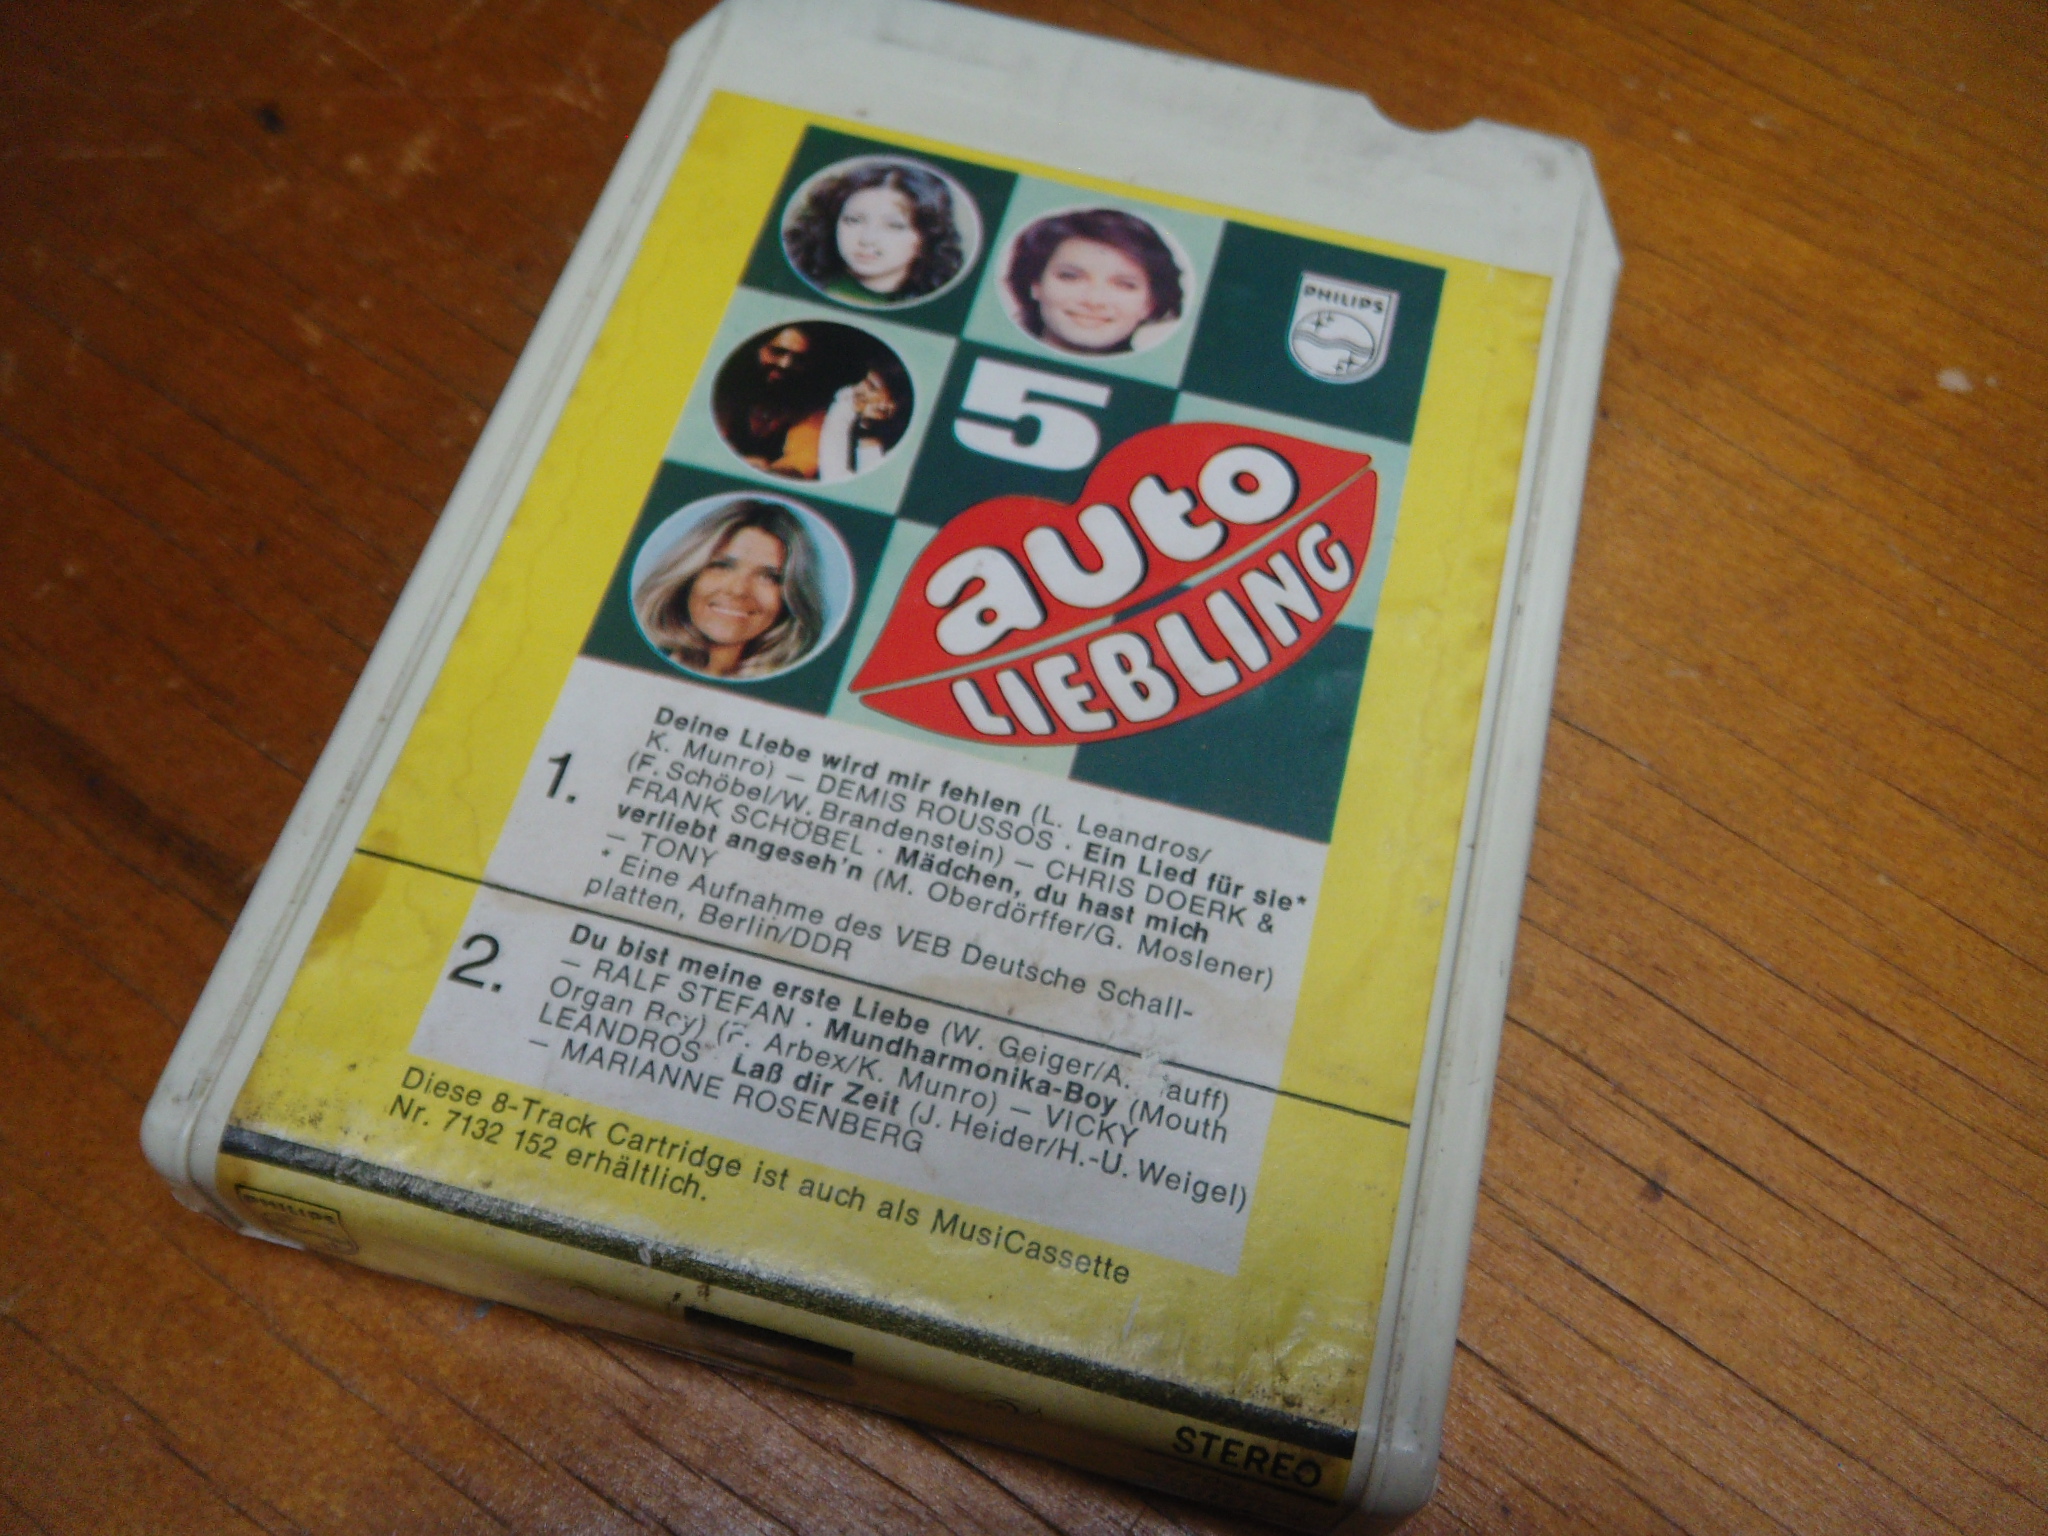 PHILIPS
5
auto
LIEBLING
1.
Deine Liebe wird mir fehlen (L. Leandros/
K. Munro) – DEMIS ROUSSOS · Ein Lied für sie*
(F. Schöbel/W. Brandenstein) – CHRIS DOERK &
FRANK SCHÖBEL · Mädchen, du hast mich
verliebt angeseh'n (M. Oberdörffer/G. Moslener)
– TONY
* Eine Aufnahme des VEB Deutsche Schall-
platten, Berlin/DDR
2.
Du bist meine erste Liebe (W. Geiger/A. auff)
– RALF STEFAN · Mundharmonika-Boy (Mouth
Organ Boy) (F. Arbex/K. Munro) – VICKY
LEANDROS · Laß dir Zeit (J. Heider/H.-U. Weigel)
– MARIANNE ROSENBERG
Diese 8-Track Cartridge ist auch als MusiCassette
Nr. 7132 152 erhältlich.
PHILIPS
STEREO